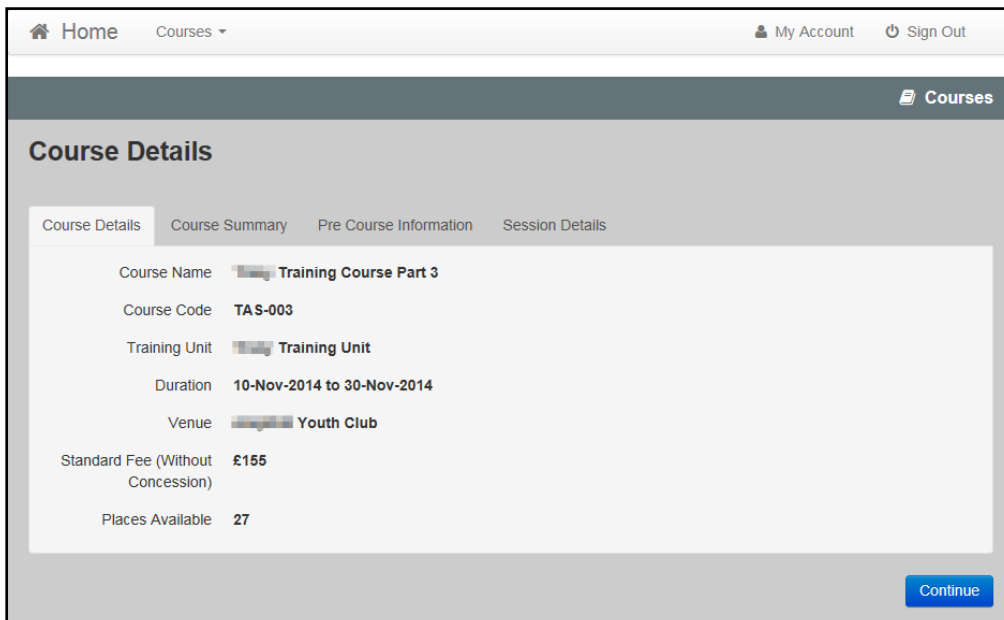 Home Courses My Account Sign Out
Courses
Course Details
Course Details Course Summary Pre Course Information Session Details
Course Name Training Course Part 3
Course Code TAS-003
Training Unit Training Unit
Duration 10-Nov-2014 to 30-Nov-2014
Venue Youth Club
Standard Fee (Without £155
Concession)
Places Available 27
Continue